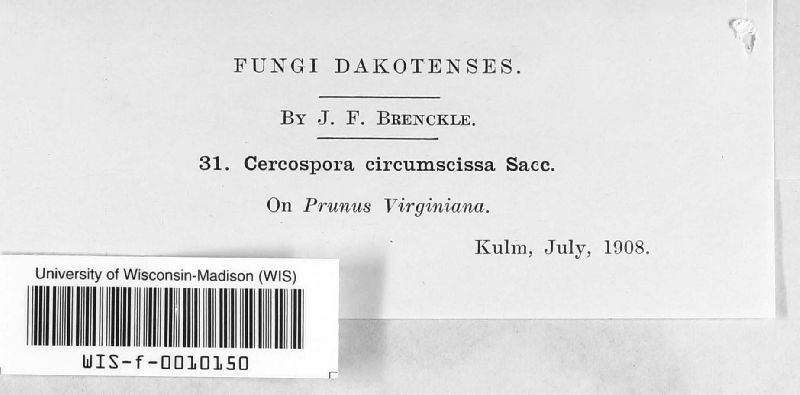 FUNGI DAKOTENSES.
By J. F. Brenckle.
31. Cercospora circumscissa Sacc.
On Prunus Virginiana.
Kulm, July, 1908.
University of Wisconsin-Madison (WIS)
WIS-f-0010150